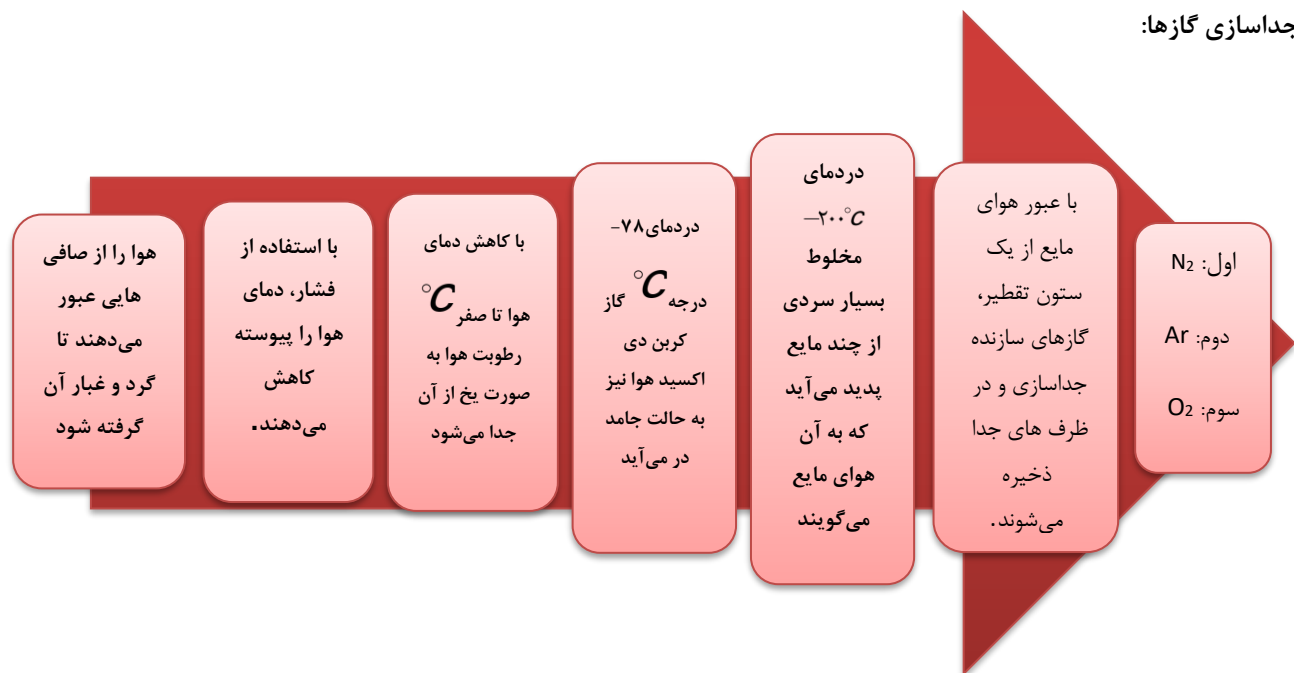 جداسازی گازها:
هوا را از صافی
هایی عبور
می‌دهند تا
گرد و غبار آن
گرفته شود
با استفاده از
فشار، دمای
هوا را پیوسته
کاهش
می‌دهند.
با کاهش دمای
هوا تا صفر °C
رطوبت هوا به
صورت یخ از آن
جدا می‌شود
دردمای۷۸-
درجه °C گاز
کربن دی
اکسید هوا نیز
به حالت جامد
در می‌آید
دردمای
−۲۰۰°C
مخلوط
بسیار سردی
از چند مایع
پدید می‌آید
که به آن
هوای مایع
می‌گویند
با عبور هوای
مایع از یک
ستون تقطیر،
گازهای سازنده
جداسازی و در
ظرف های جدا
ذخیره
می‌شوند.
اول: N₂
دوم: Ar
سوم: O₂